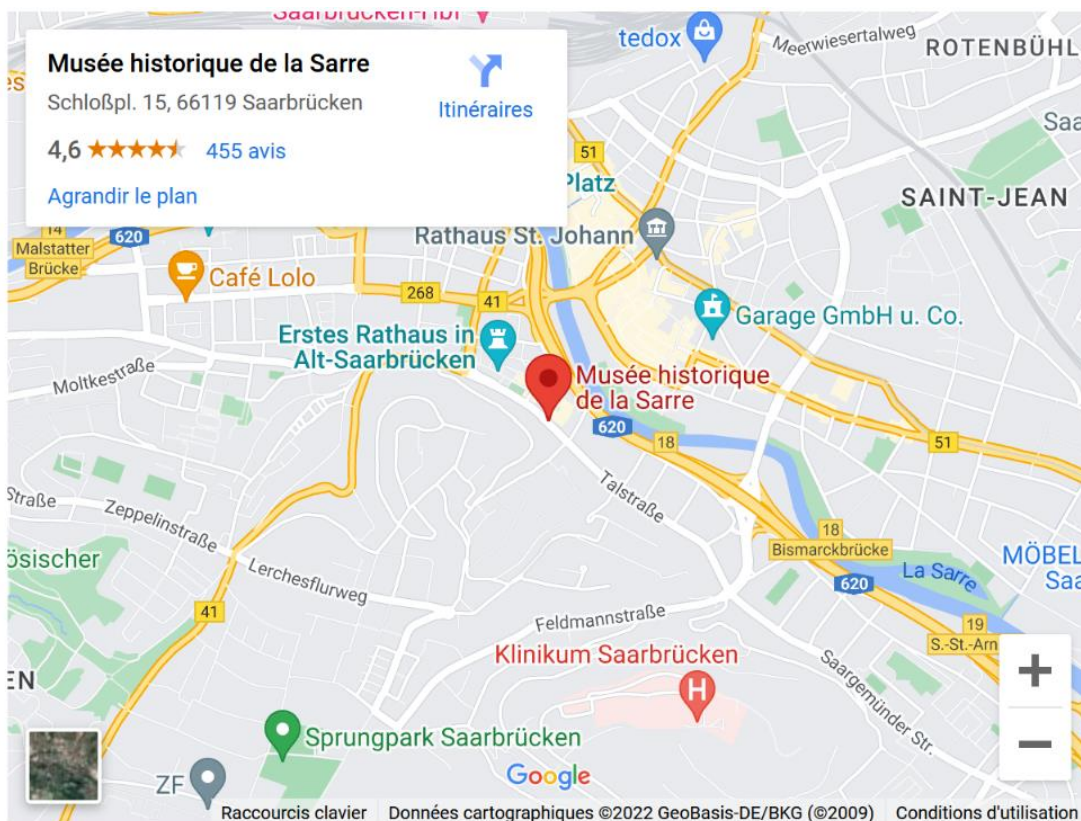 Saarbrücken-Hbf
Musée historique de la Sarre
Schloßpl. 15, 66119 Saarbrücken
4,6
455 avis
Itinéraires
Agrandir le plan
tedox
Meetwiesertalweg
ROTENBÜHL
51
Platz
SAINT-JEAN
14
Malstatter
Brücke
620
Rathaus St. Johann
Café Lolo
268
41
Erstes Rathaus in
Alt-Saarbrücken
Garage GmbH u. Co.
Moltkestraße
Musée historique
de la Sarre
620
18
51
Straße
Zeppelinstraße
Talstraße
18
Bismarckbrücke
Lerchesflurweg
620
La Sarre
MÖBEL
41
Feldmannstraße
19
S.-St.-Arn
Klinikum Saarbrücken
H
Saargemünder Str.
Sprungpark Saarbrücken
ZF
Google
Raccourcis clavier
Données cartographiques ©2022 GeoBasis-DE/BKG (©2009)
Conditions d'utilisation